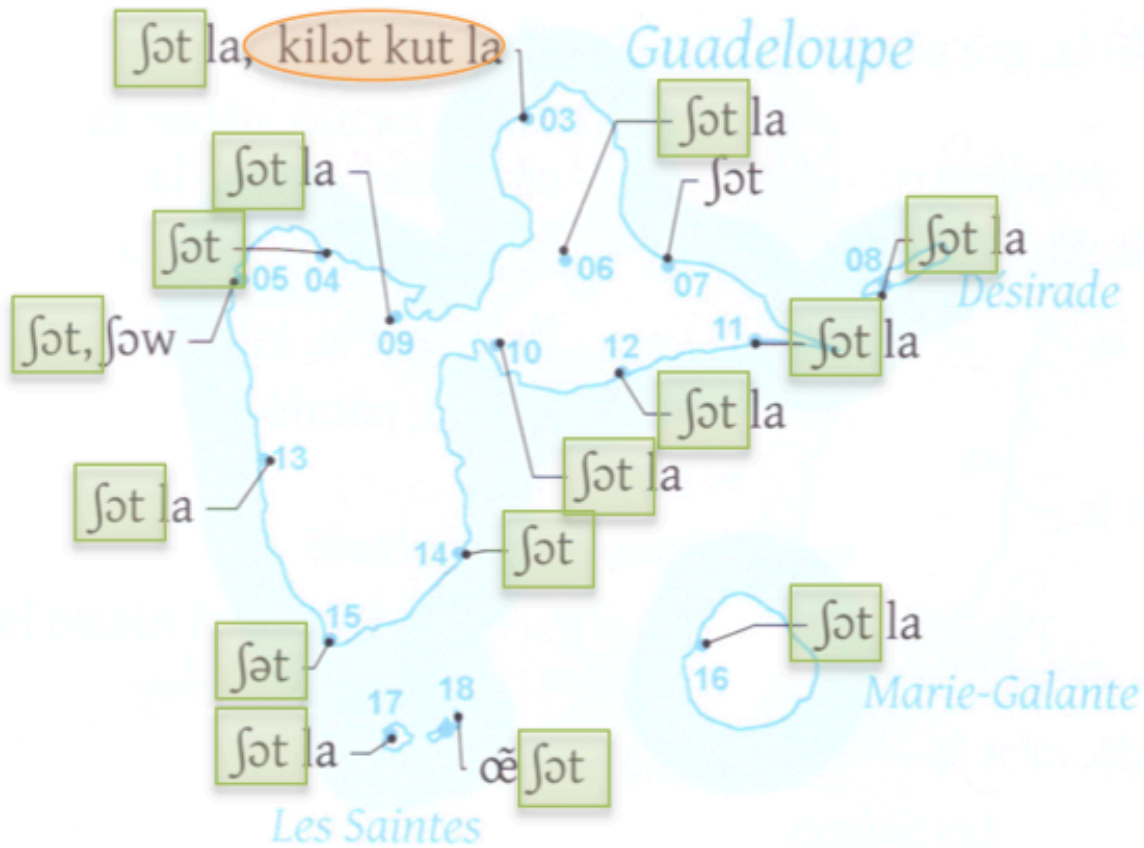 ʃɔt la, kilɔt kut la
Guadeloupe
03
ʃɔt la
ʃɔt la
ʃɔt
ʃɔt
ʃɔt la
05
04
06
07
08
Désirade
ʃɔt, ʃɔw
09
10
12
11
ʃɔt la
ʃɔt la
13
ʃɔt la
ʃɔt la
14
ʃɔt
15
ʃɔt la
ʃət
16
17
18
Marie-Galante
ʃɔt la
œ̃ ʃɔt
Les Saintes